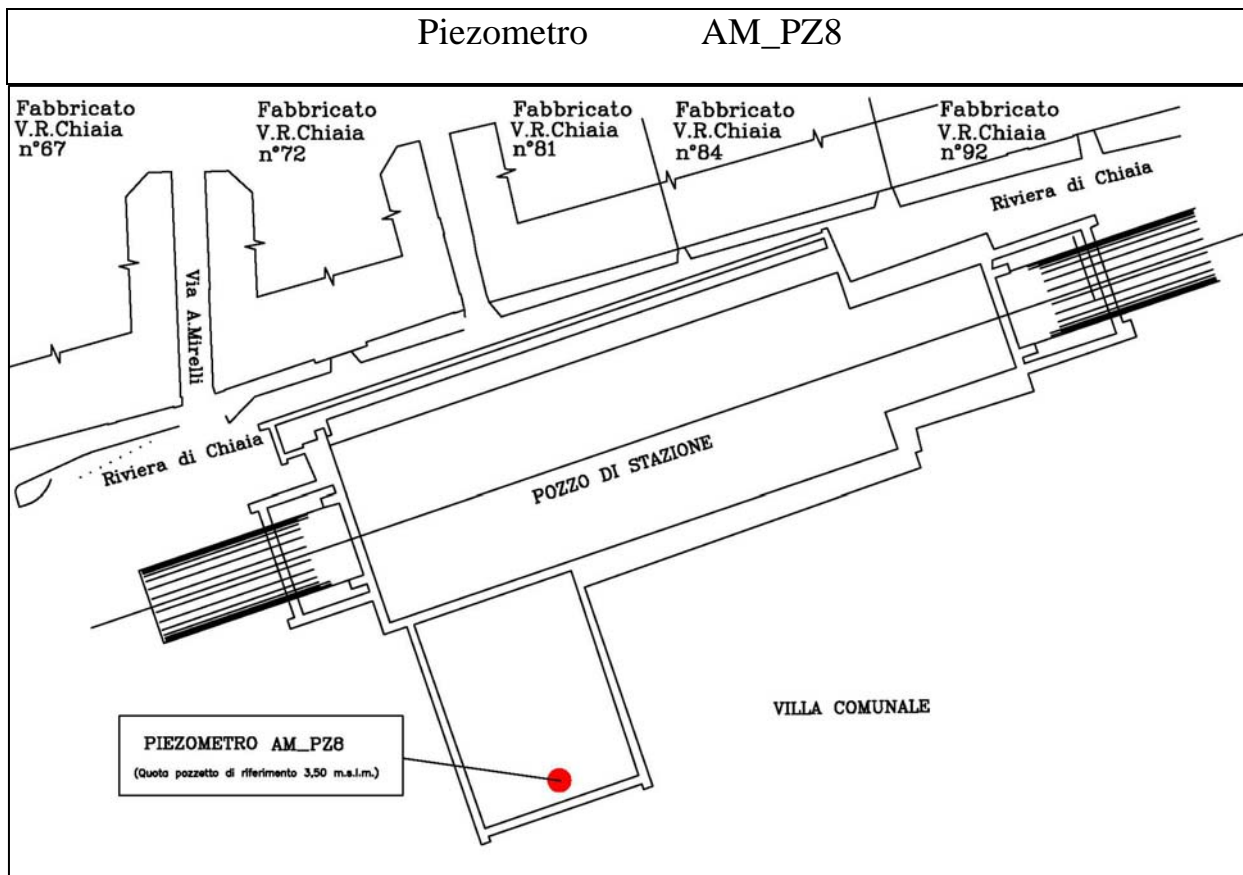 Piezometro AM_PZ8
Fabbricato
V.R.Chiaia
n°67
Fabbricato
V.R.Chiaia
n°72
Fabbricato
V.R.Chiaia
n°81
Fabbricato
V.R.Chiaia
n°84
Fabbricato
V.R.Chiaia
n°92
Riviera di Chiaia
Via A.Mirelli
Riviera di Chiaia
POZZO DI STAZIONE
VILLA COMUNALE
PIEZOMETRO AM_PZ8
(Quota pozzetto di riferimento 3,50 m.s.l.m.)